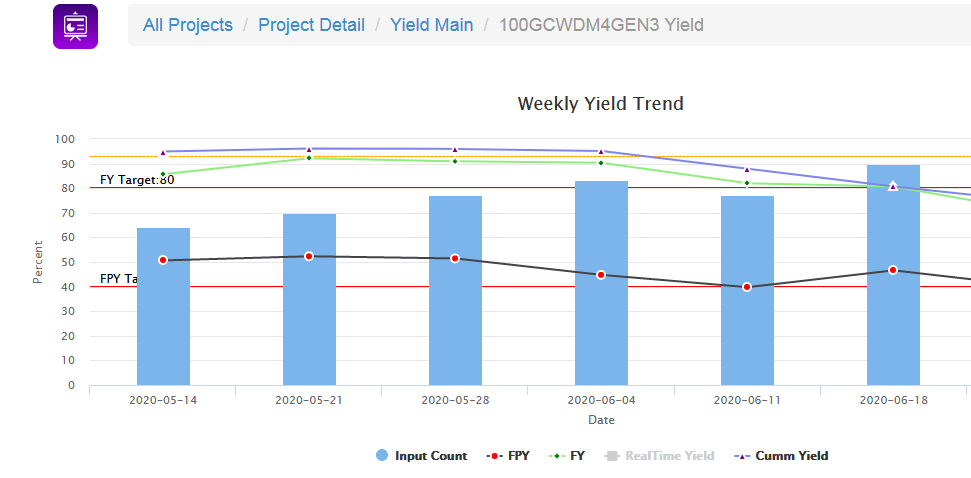 All Projects / Project Detail / Yield Main / 100GCWDM4GEN3 Yield
Weekly Yield Trend
100
90
80
70
60
50
40
30
20
10
0
Percent
FY Target:80
FPY Ta
2020-05-14 2020-05-21 2020-05-28 2020-06-04 2020-06-11 2020-06-18
Date
Input Count FPY FY RealTime Yield Cumm Yield